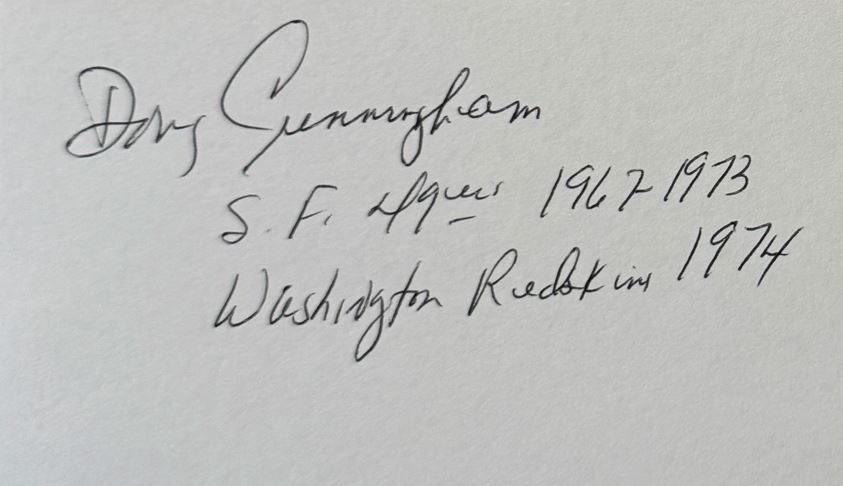 Doug Cunningham
S. F. 49ers 1967-1973
Washington Redskins 1974